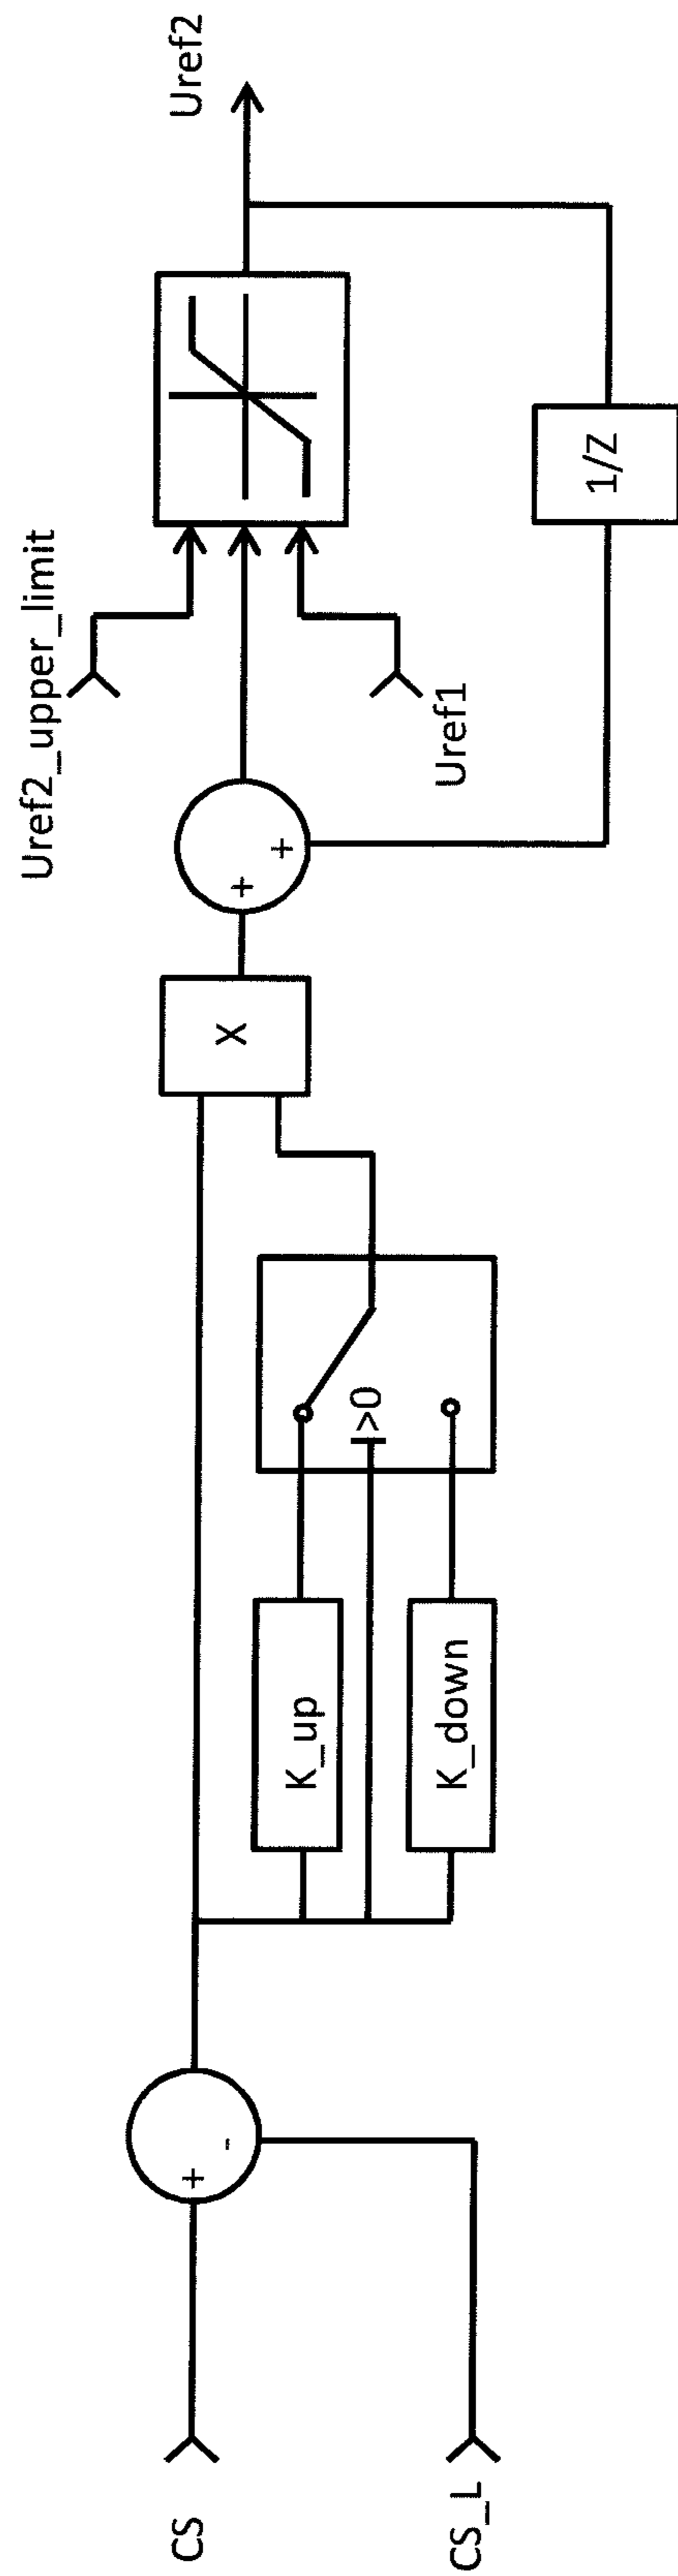 CS
CS_L
+
-
K_up
K_down
>0
X
+
+
Uref2_upper_limit
Uref1
1/Z
Uref2